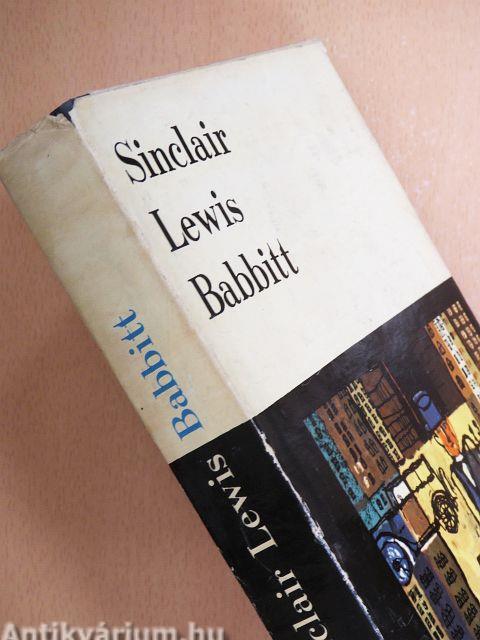 Sinclair
Lewis
Babbitt
Babbitt
clair Lewis
Antikvárium.hu